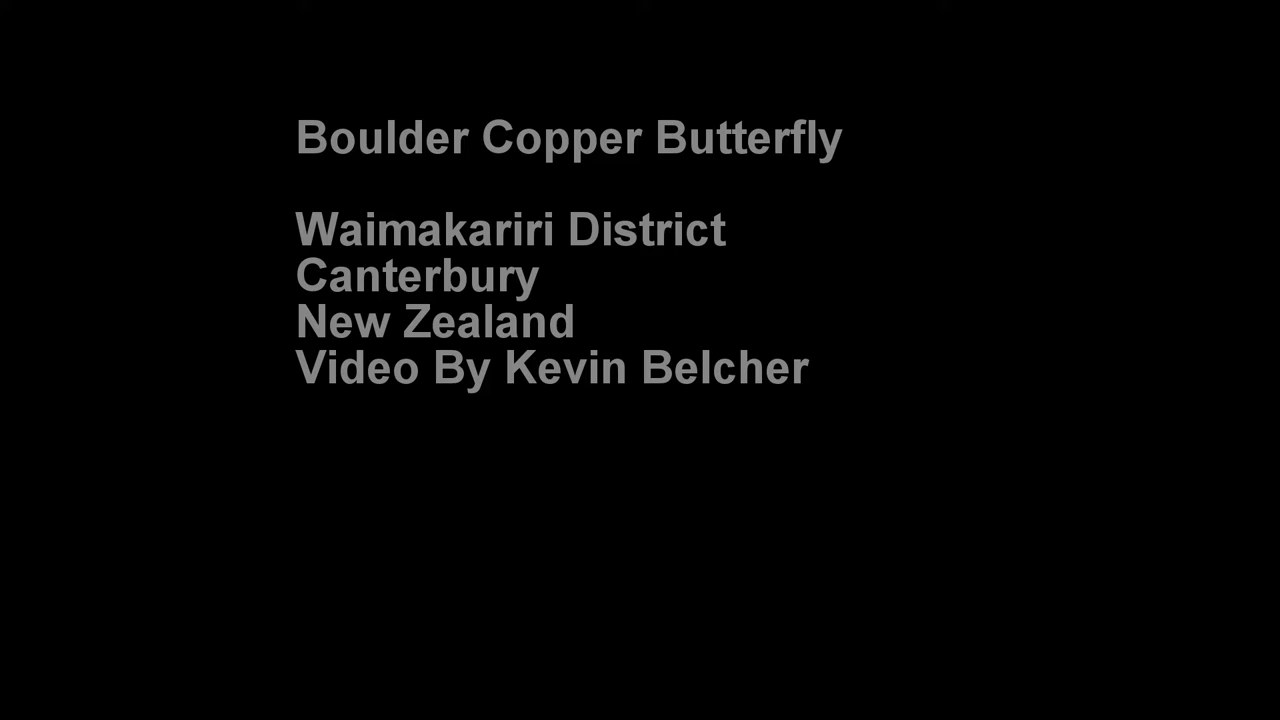 Boulder Copper Butterfly
Waimakariri District
Canterbury
New Zealand
Video By Kevin Belcher